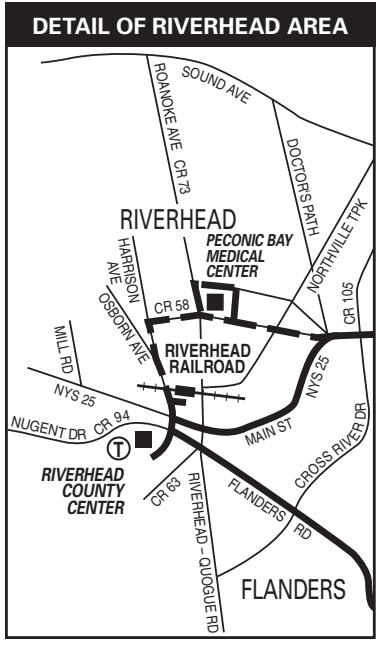 DETAIL OF RIVERHEAD AREA
SOUND AVE
ROANOKE AVE CR 73
DOCTOR'S PATH
NORTHVILLE TPK
RIVERHEAD
PECONIC BAY
MEDICAL
CENTER
HARRISON
AVE
OSBORN AVE
CR 58
CR 105
MILL RD
RIVERHEAD
RAILROAD
NYS 25
NYS 25
NUGENT DR CR 94
MAIN ST
CROSS RIVER DR
T
RIVERHEAD
COUNTY
CENTER
CR 63
RIVERHEAD – QUOGUE RD
FLANDERS RD
FLANDERS